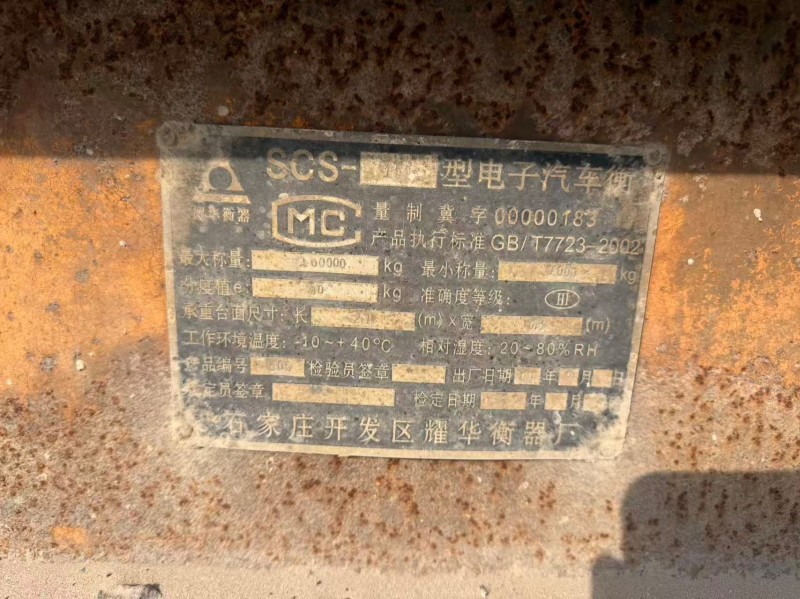 SCS- 型电子汽车衡
华衡器
MC
量制冀字00000183
产品执行标准GB/T7723-2002
最大称量: 60000 kg 最小称量: kg
分度值e: kg 准确度等级: III
承重台面尺寸: 长 (m)x宽 (m)
工作环境温度: -10~+40°C 相对湿度: 20~80%RH
产品编号 检验员签章 出厂日期 年 月 日
检定员签章 检定日期 年 月
石家庄开发区耀华衡器厂